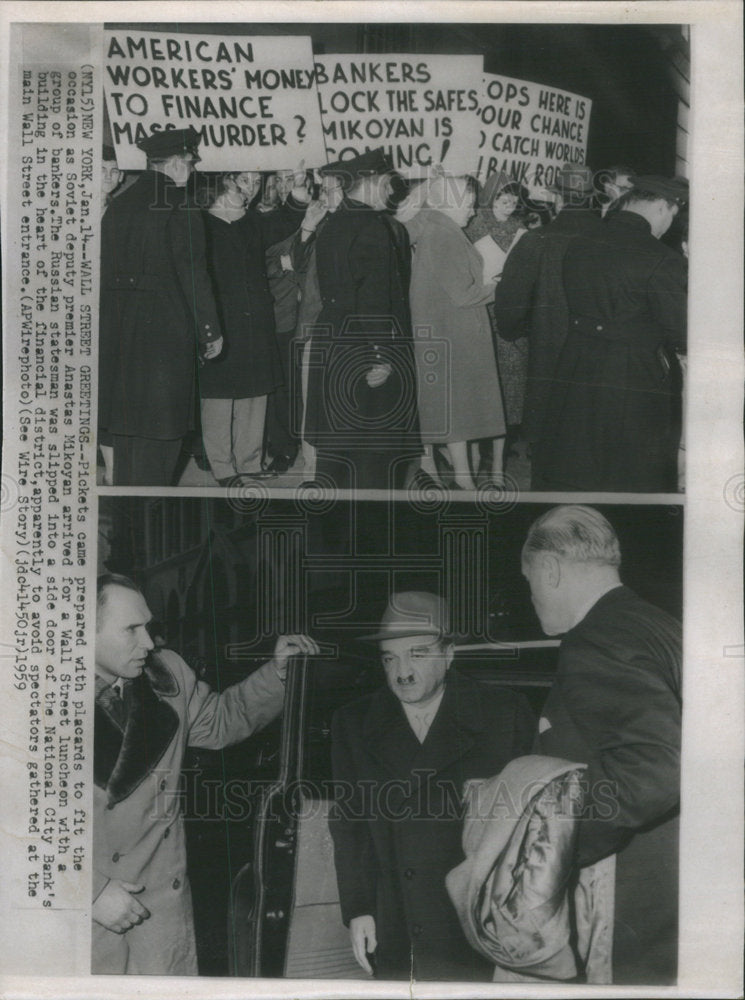 AMERICAN
WORKERS' MONEY
TO FINANCE
MASS MURDER ?
BANKERS
LOCK THE SAFES,
MIKOYAN IS
COMING !
OPS HERE IS
OUR CHANCE
O CATCH WORLDS
BANK ROB
(NY15)NEW YORK,Jan.14--WALL STREET GREETINGS--Pickets came prepared with placards to fit the
occasion as Soviet deputy premier Anastas Mikoyan arrived for a Wall Street luncheon with a
group of bankers.The Russian statesman was slipped into a side door of the National City Bank's
building in the heart of the financial district,apparently to avoid spectators gathered at the
main Wall Street entrance.(APWirephoto)(See Wire Story)(jdc41450jr)1959
HISTORIC IMAGES